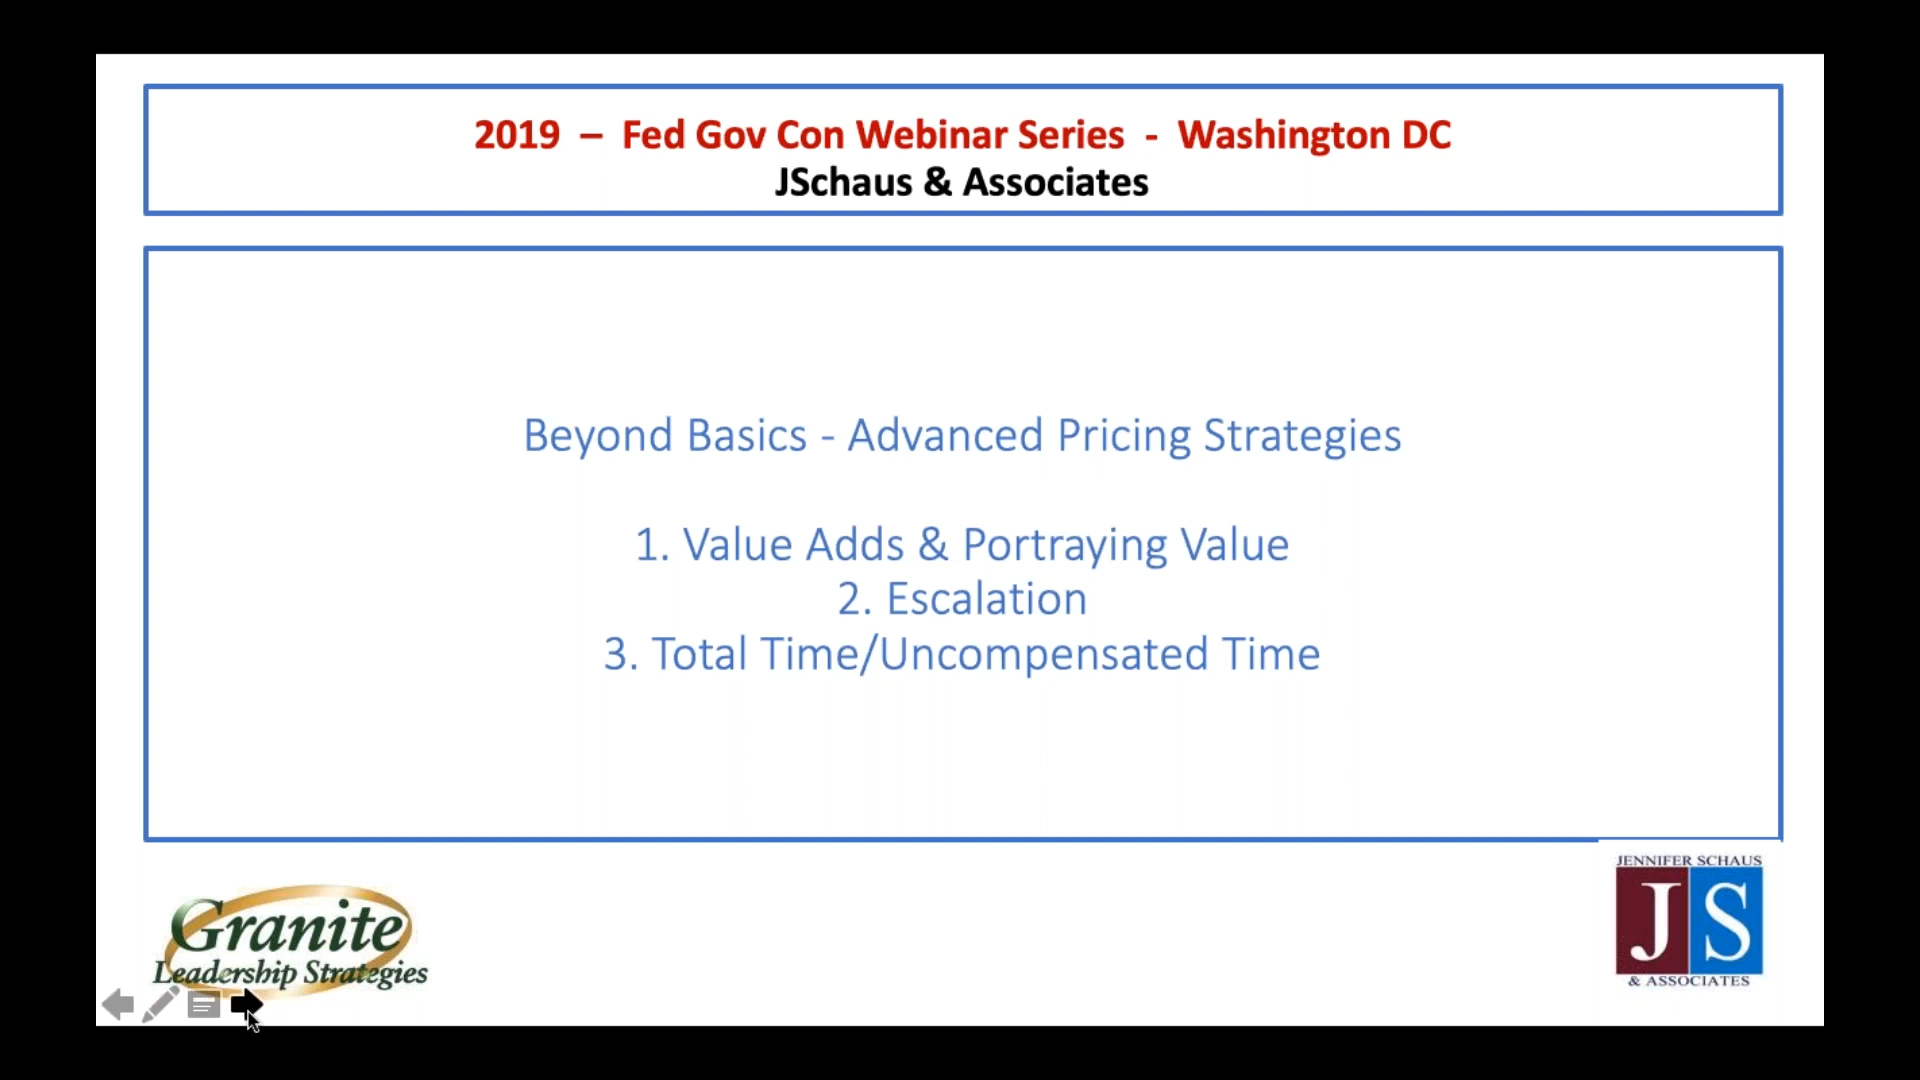 2019 – Fed Gov Con Webinar Series - Washington DC
JSchaus & Associates
Beyond Basics - Advanced Pricing Strategies
1. Value Adds & Portraying Value
2. Escalation
3. Total Time/Uncompensated Time
Granite
Leadership Strategies
JENNIFER SCHAUS
JS
& ASSOCIATES